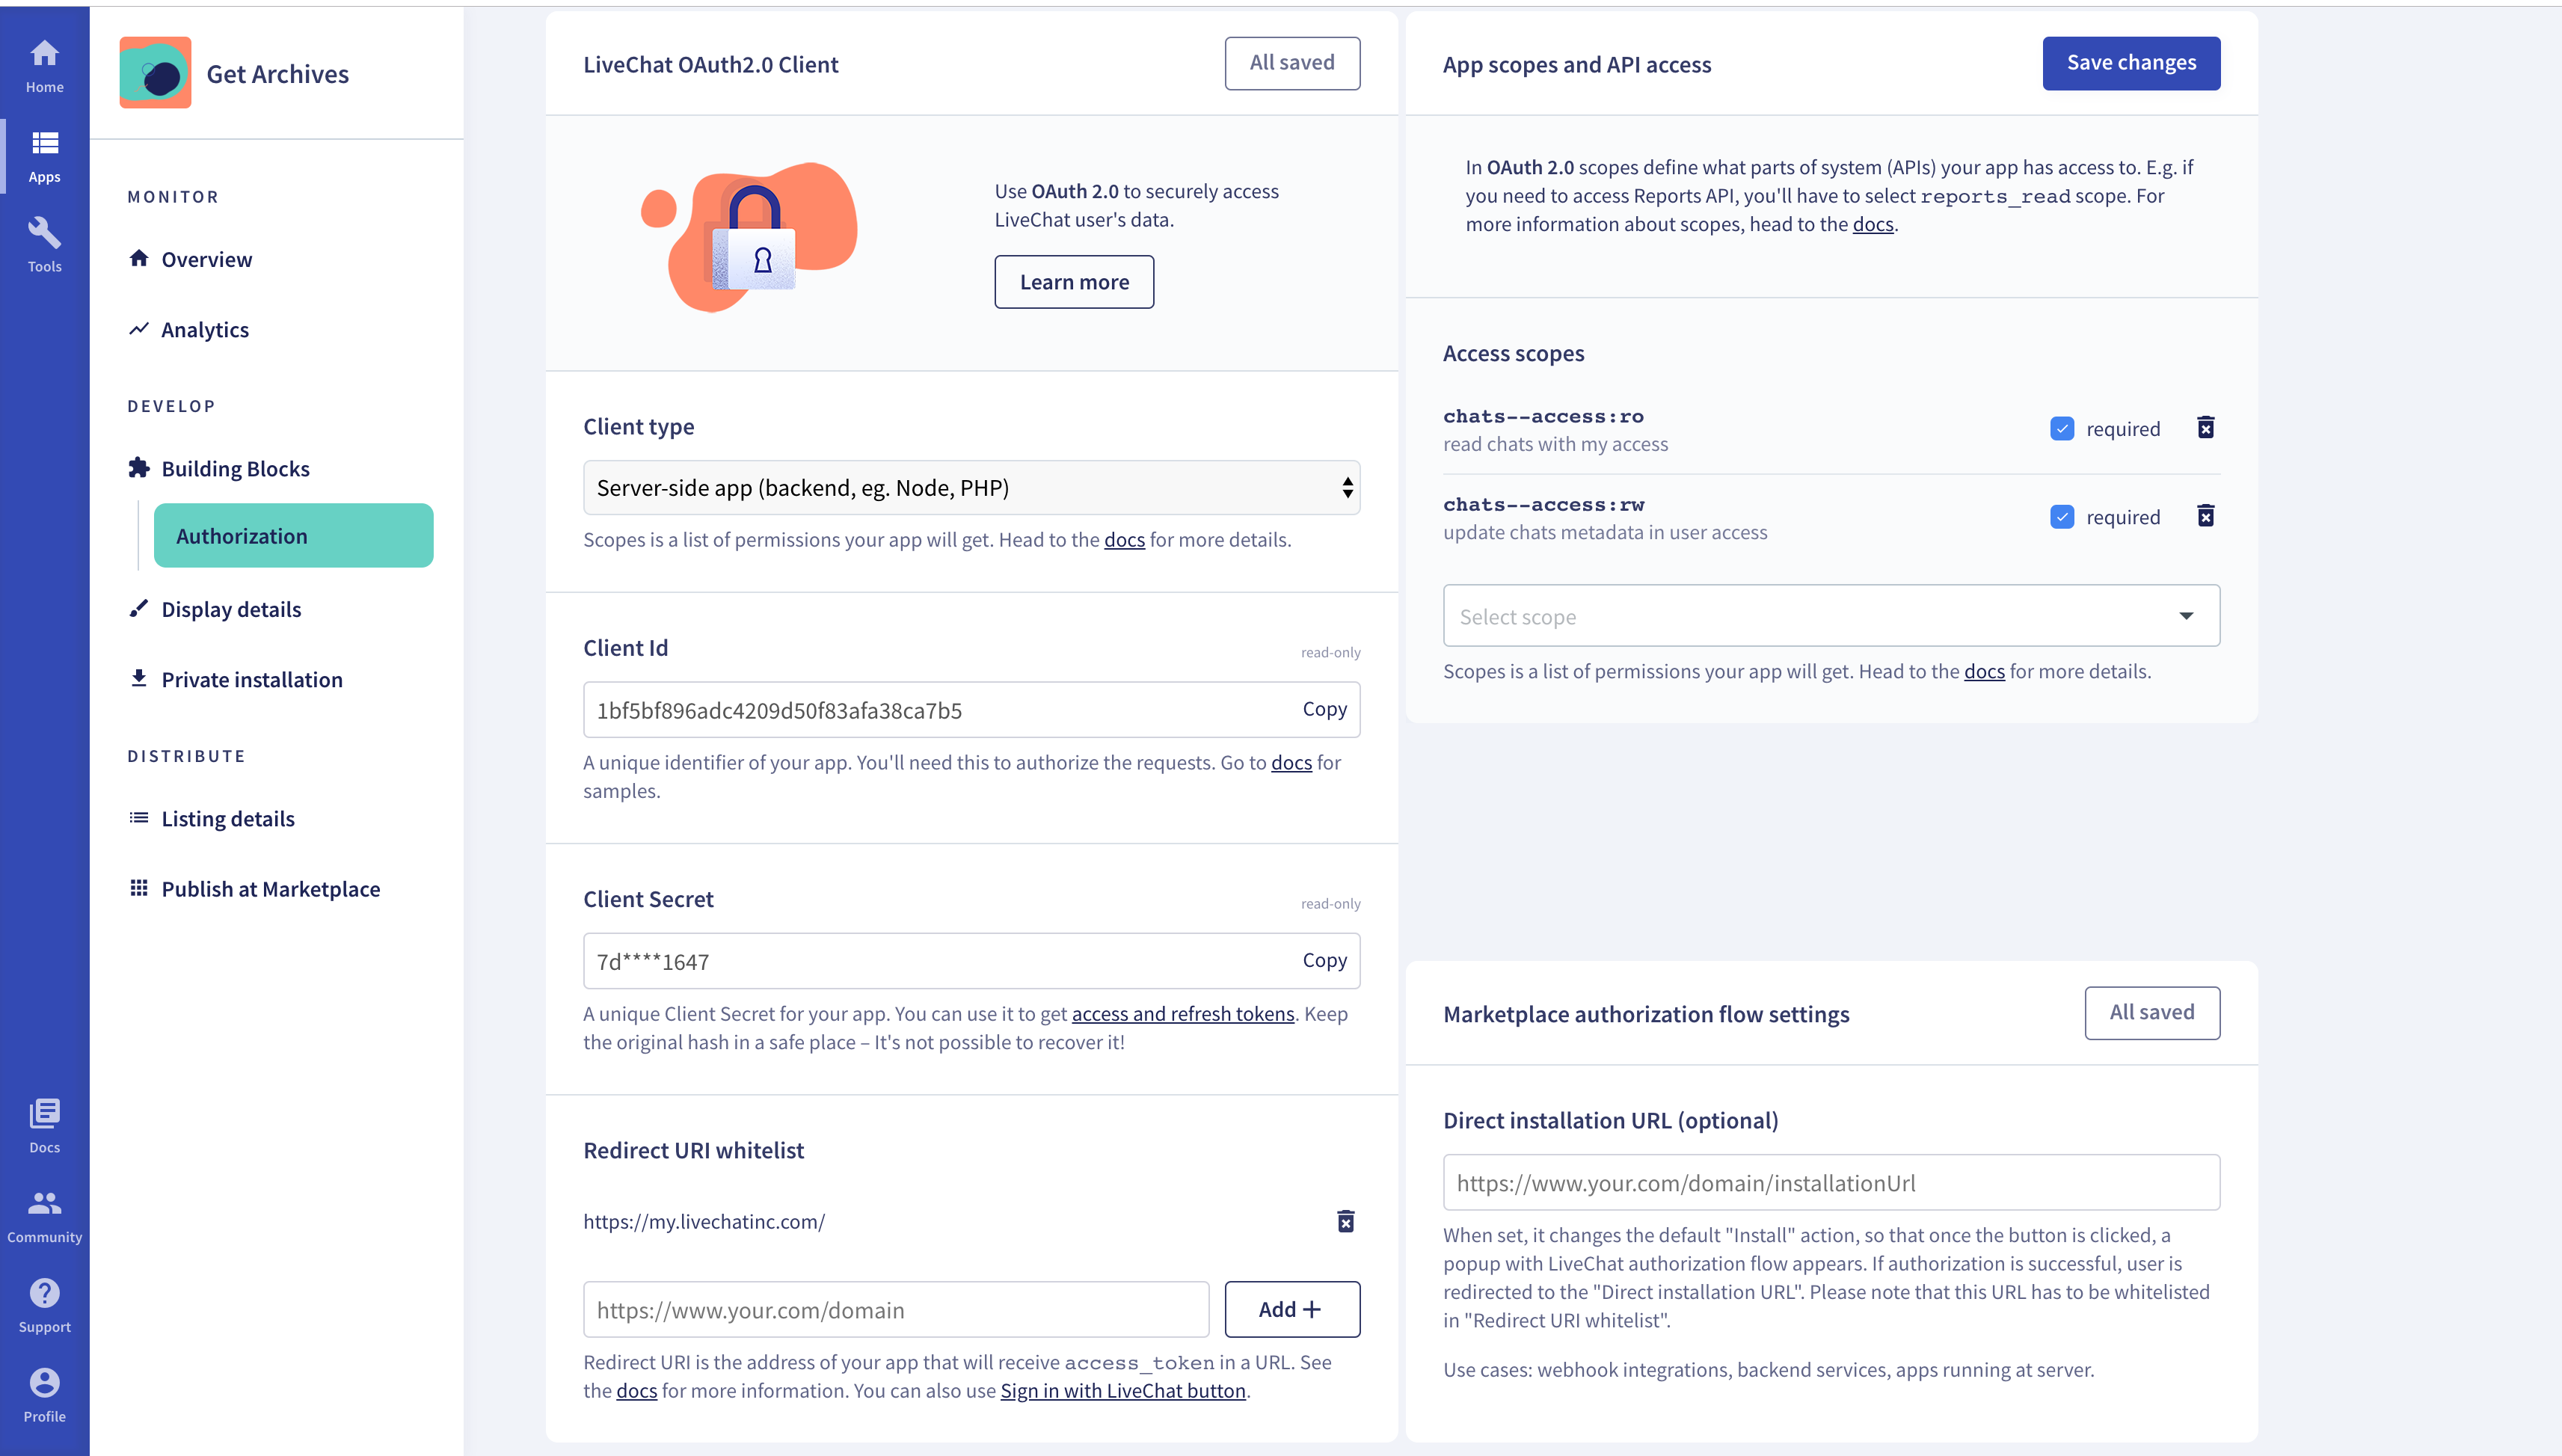 Home
Apps
Tools
Docs
Community
Support
Profile
Get Archives
MONITOR
Overview
Analytics
DEVELOP
Building Blocks
Authorization
Display details
Private installation
DISTRIBUTE
Listing details
Publish at Marketplace
LiveChat OAuth2.0 Client
All saved
Use OAuth 2.0 to securely access
LiveChat user's data.
Learn more
Client type
Server-side app (backend, eg. Node, PHP)
Scopes is a list of permissions your app will get. Head to the docs for more details.
Client Id
read-only
1bf5bf896adc4209d50f83afa38ca7b5
Copy
A unique identifier of your app. You'll need this to authorize the requests. Go to docs for
samples.
Client Secret
read-only
7d****1647
Copy
A unique Client Secret for your app. You can use it to get access and refresh tokens. Keep
the original hash in a safe place – It's not possible to recover it!
Redirect URI whitelist
https://my.livechatinc.com/
https://www.your.com/domain
Add +
Redirect URI is the address of your app that will receive access_token in a URL. See
the docs for more information. You can also use Sign in with LiveChat button.
App scopes and API access
Save changes
In OAuth 2.0 scopes define what parts of system (APIs) your app has access to. E.g. if
you need to access Reports API, you'll have to select reports_read scope. For
more information about scopes, head to the docs.
Access scopes
chats--access:ro
read chats with my access
required
chats--access:rw
update chats metadata in user access
required
Select scope
Scopes is a list of permissions your app will get. Head to the docs for more details.
Marketplace authorization flow settings
All saved
Direct installation URL (optional)
https://www.your.com/domain/installationUrl
When set, it changes the default "Install" action, so that once the button is clicked, a
popup with LiveChat authorization flow appears. If authorization is successful, user is
redirected to the "Direct installation URL". Please note that this URL has to be whitelisted
in "Redirect URI whitelist".
Use cases: webhook integrations, backend services, apps running at server.